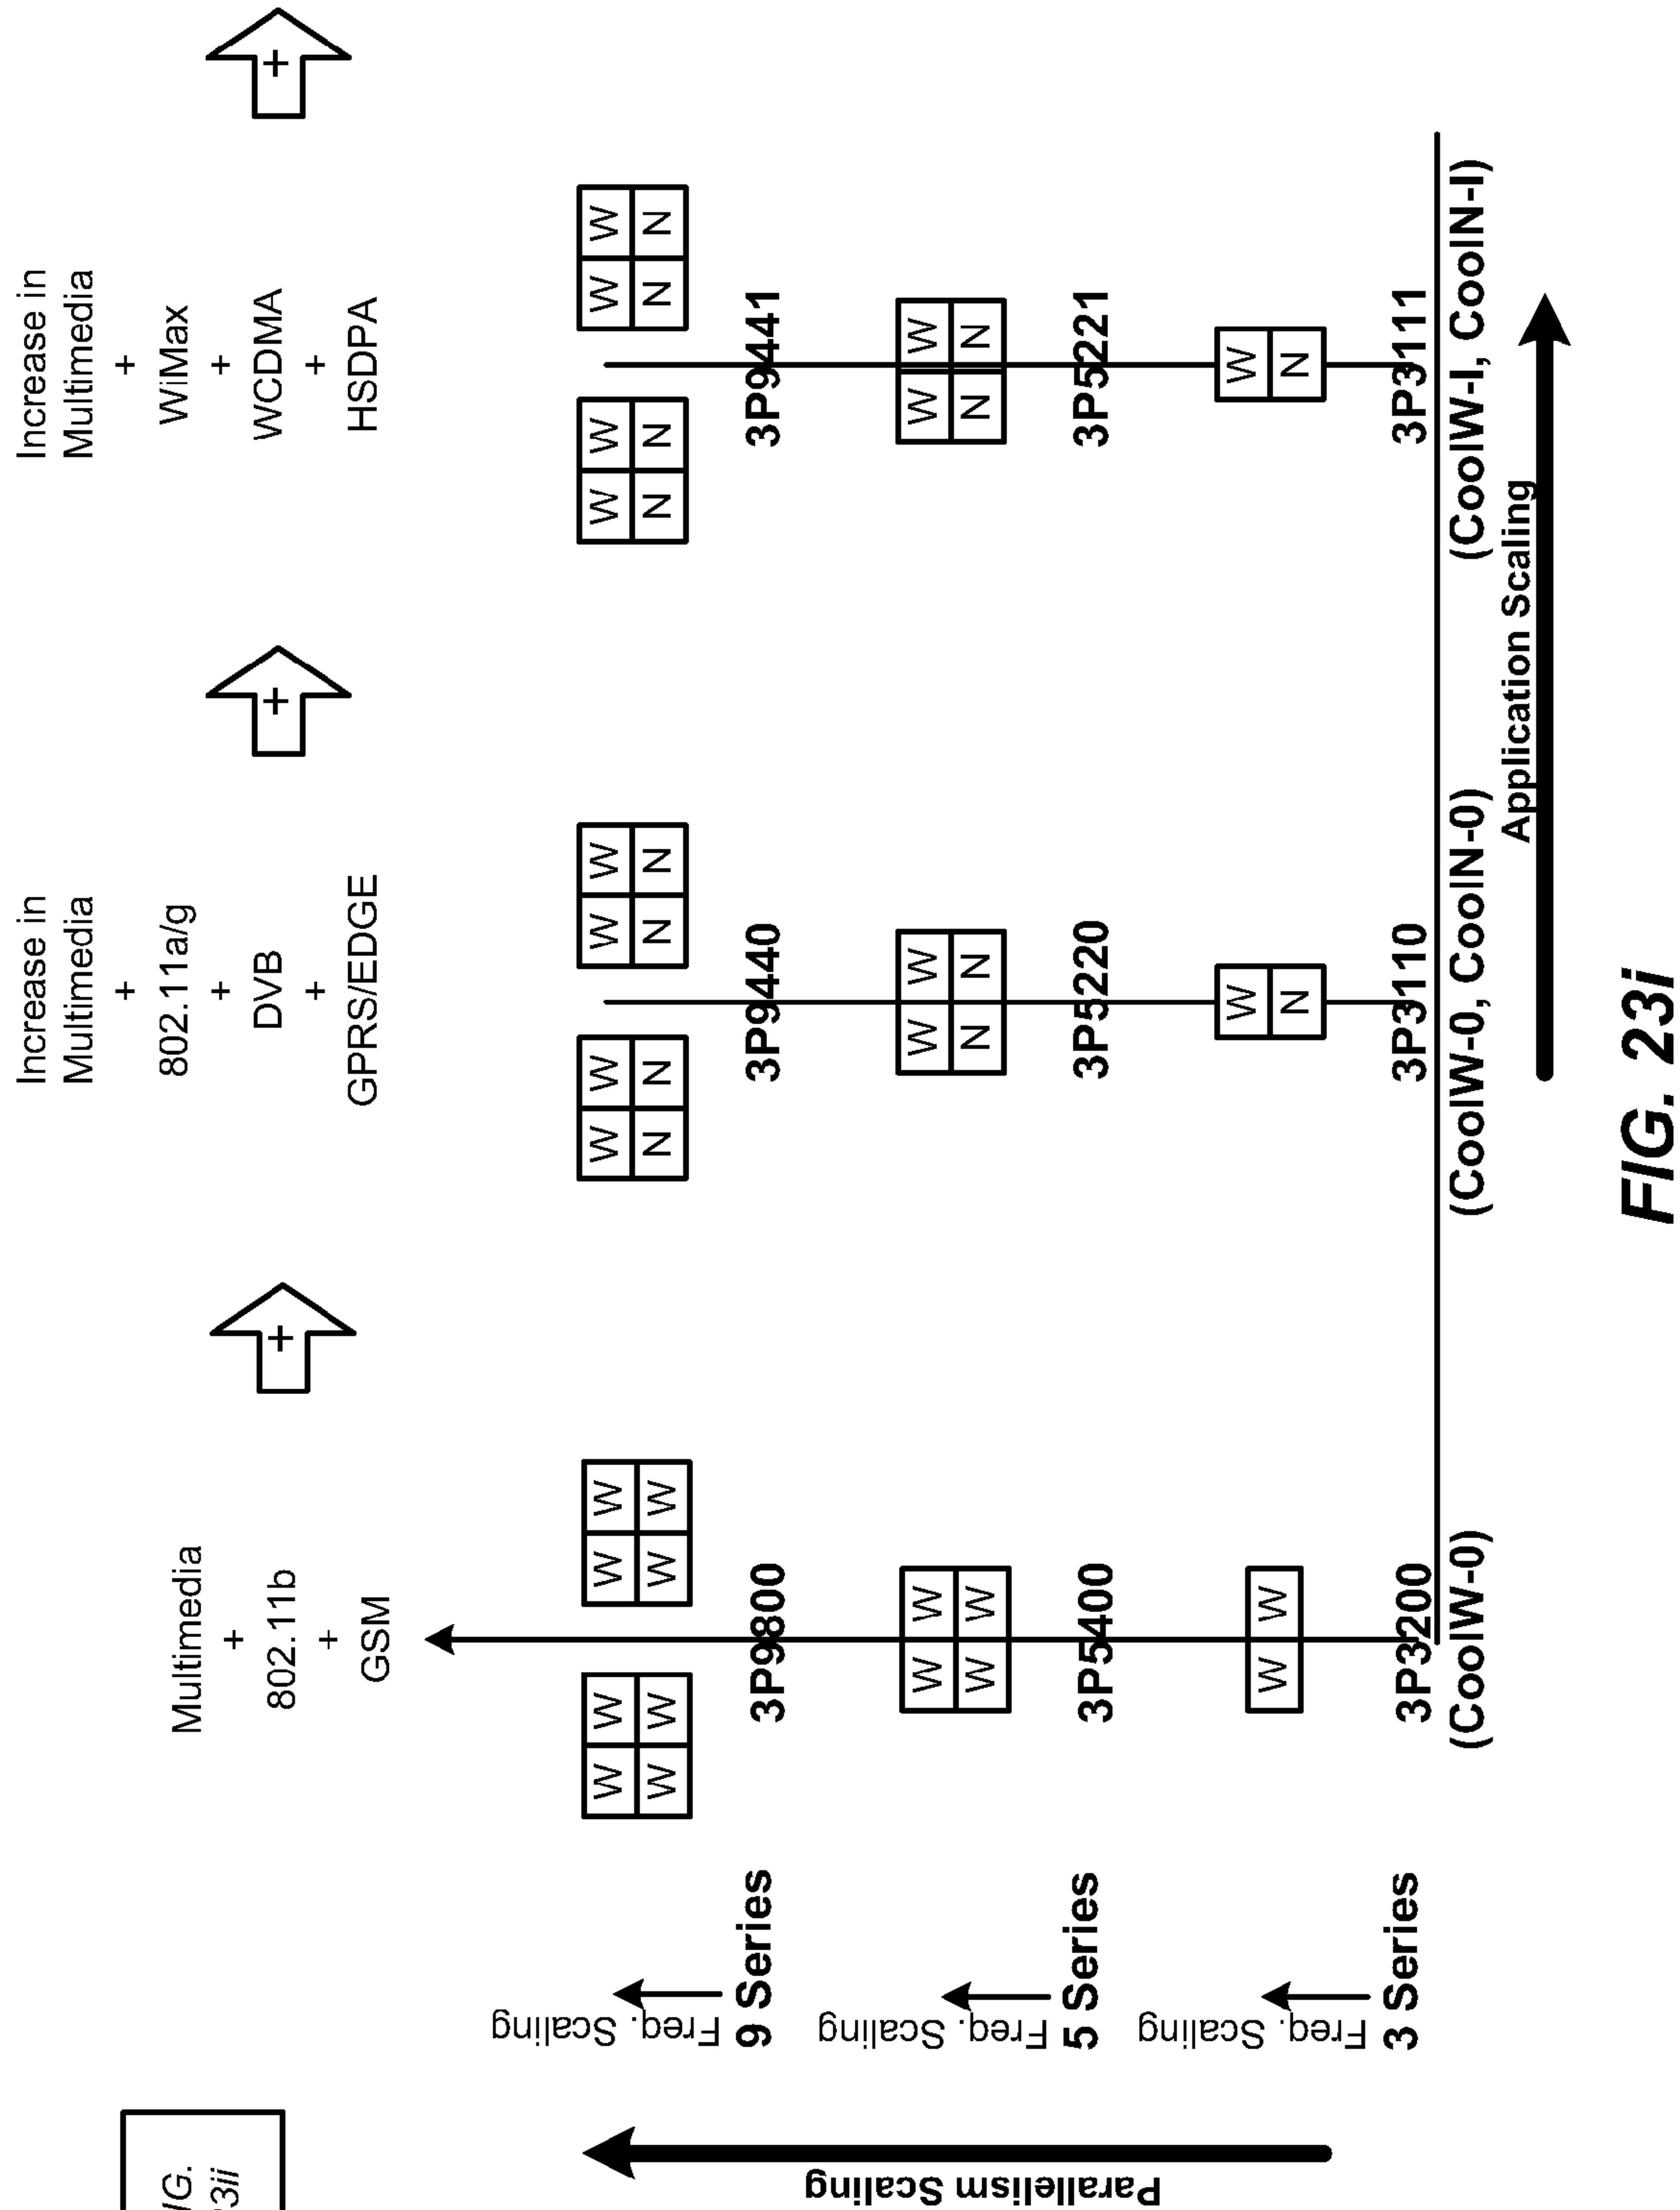 Multimedia
+
802.11b
+
GSM
+
Increase in
Multimedia
+
802.11a/g
+
DVB
+
GPRS/EDGE
+
Increase in
Multimedia
+
WiMax
+
WCDMA
+
HSDPA
+
3ii
Parallelism Scaling
Freq. Scaling
9 Series
W W W W
W W W W
3P9800
W W W W
N N N N
3P9440
W W W W
N N N N
3P9441
Freq. Scaling
5 Series
W W
W W
3P5400
W W
N N
3P5220
W W
N N
3P5221
Freq. Scaling
3 Series
W W
3P3200
W
N
3P3110
W
N
3P3111
(CoolW-0)
(CoolW-0, CoolN-0)
(CoolW-I, CoolN-I)
Application Scaling
FIG. 23i